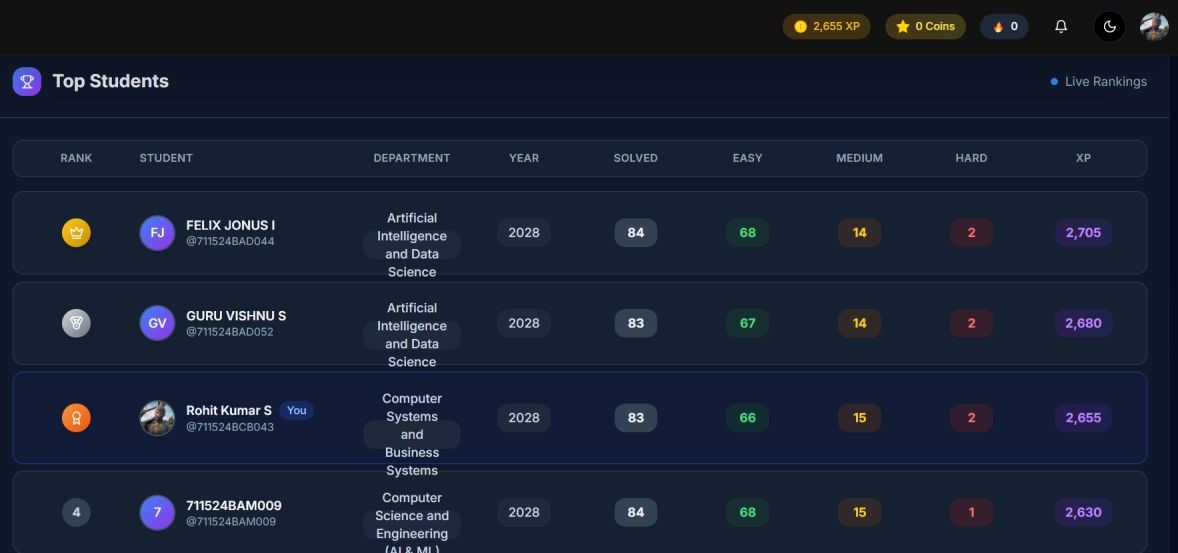 2,655 XP
0 Coins
0
Top Students
Live Rankings
RANK STUDENT DEPARTMENT YEAR SOLVED EASY MEDIUM HARD XP
FJ
FELIX JONUS I
@711524BAD044
Artificial
Intelligence
and Data
Science
2028 84 68 14 2 2,705
GV
GURU VISHNU S
@711524BAD052
Artificial
Intelligence
and Data
Science
2028 83 67 14 2 2,680
Rohit Kumar S You
@711524BCB043
Computer
Systems
and
Business
Systems
2028 83 66 15 2 2,655
4
7
711524BAM009
@711524BAM009
Computer
Science and
Engineering
(AI & ML)
2028 84 68 15 1 2,630